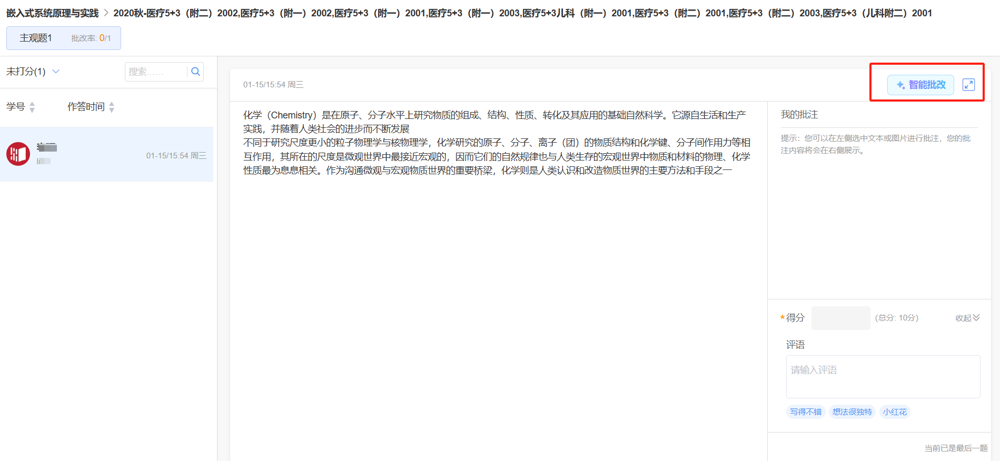 嵌入式系统原理与实践 > 2020秋-医疗5+3（附二）2002,医疗5+3（附一）2002,医疗5+3（附一）2001,医疗5+3（附一）2003,医疗5+3儿科（附一）2001,医疗5+3（附二）2001,医疗5+3（附二）2003,医疗5+3（儿科附二）2001
主观题1 批改率: 0/1
未打分(1) 搜索……
学号 作答时间
01-15/15:54 周三
01-15/15:54 周三
智能批改
化学（Chemistry）是在原子、分子水平上研究物质的组成、结构、性质、转化及其应用的基础自然科学。它源自生活和生产
实践，并随着人类社会的进步而不断发展
不同于研究尺度更小的粒子物理学与核物理学，化学研究的原子、分子、离子（团）的物质结构和化学键、分子间作用力等相
互作用，其所在的尺度是微观世界中最接近宏观的，因而它们的自然规律也与人类生存的宏观世界中物质和材料的物理、化学
性质最为息息相关。作为沟通微观与宏观物质世界的重要桥梁，化学则是人类认识和改造物质世界的主要方法和手段之一
我的批注
提示：您可以在左侧选中文本或图片进行批注，您的批
注内容将会在右侧展示。
*得分 (总分: 10分) 收起
评语
请输入评语
写得不错 想法很独特 小红花
当前已是最后一题